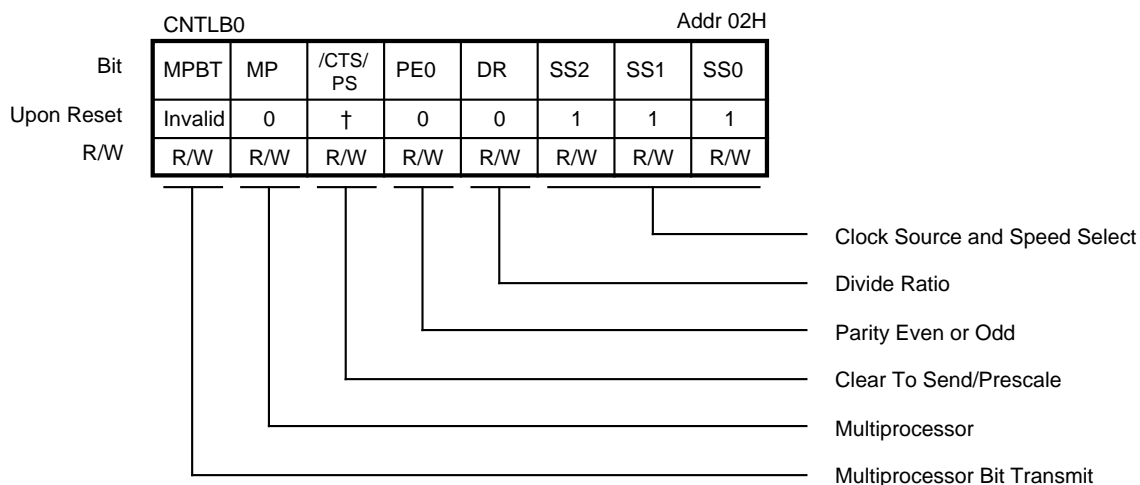 CNTLB0 Addr 02H
Bit MPBT MP /CTS/ PS PE0 DR SS2 SS1 SS0
Upon Reset Invalid 0 † 0 0 1 1 1
R/W R/W R/W R/W R/W R/W R/W R/W R/W
Clock Source and Speed Select
Divide Ratio
Parity Even or Odd
Clear To Send/Prescale
Multiprocessor
Multiprocessor Bit Transmit